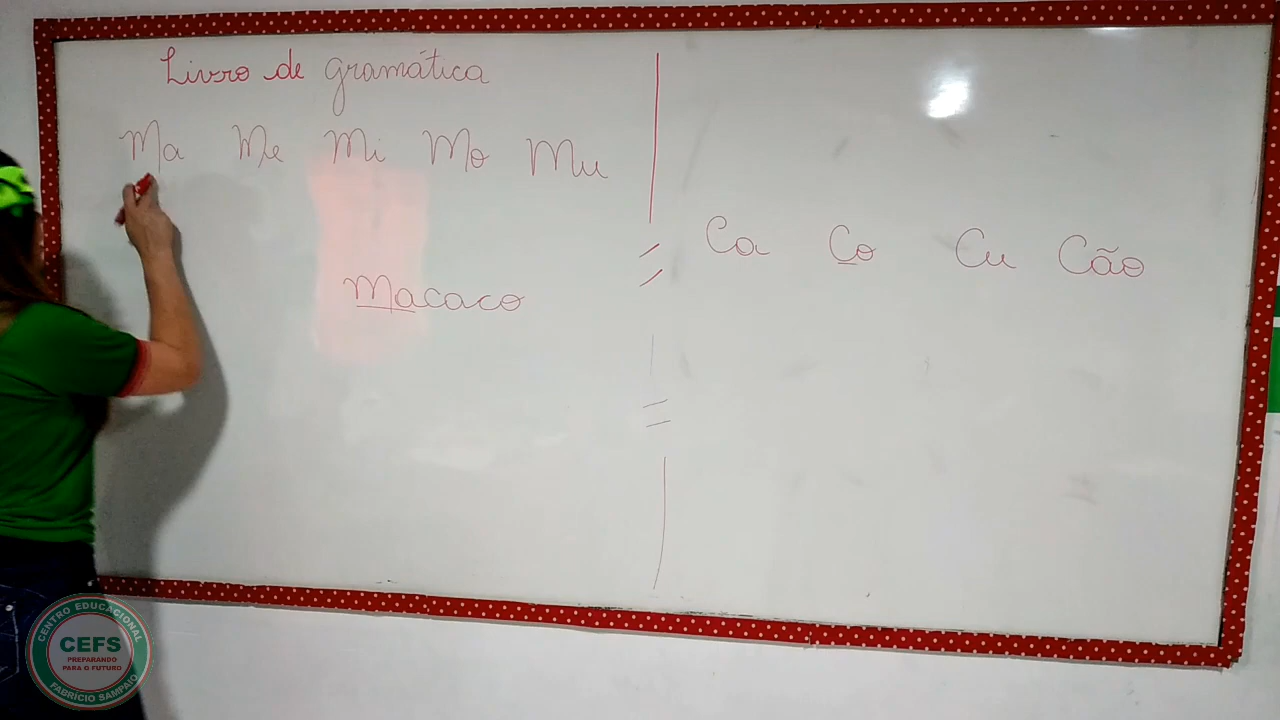 Livro de gramática
Ma Me Mi Mo Mu
Macaco
Ca Co Cu Cão
CENTRO EDUCACIONAL
CEFS
PREPARANDO
PARA O FUTURO
FABRICIO SAMPAIO